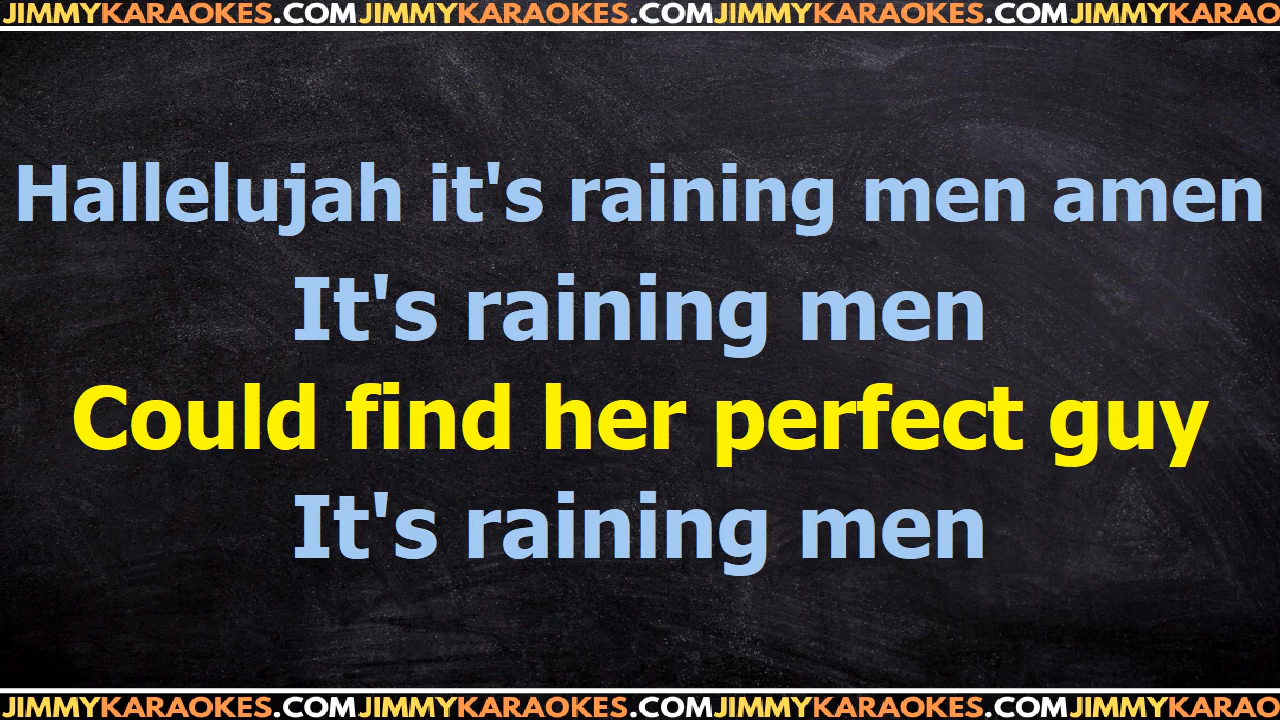 JIMMYKARAOKES.COMJIMMYKARAOKES.COMJIMMYKARAOKES.COMJIMMYKARAO
Hallelujah it's raining men amen
It's raining men
Could find her perfect guy
It's raining men
JIMMYKARAOKES.COMJIMMYKARAOKES.COMJIMMYKARAOKES.COMJIMMYKARAO